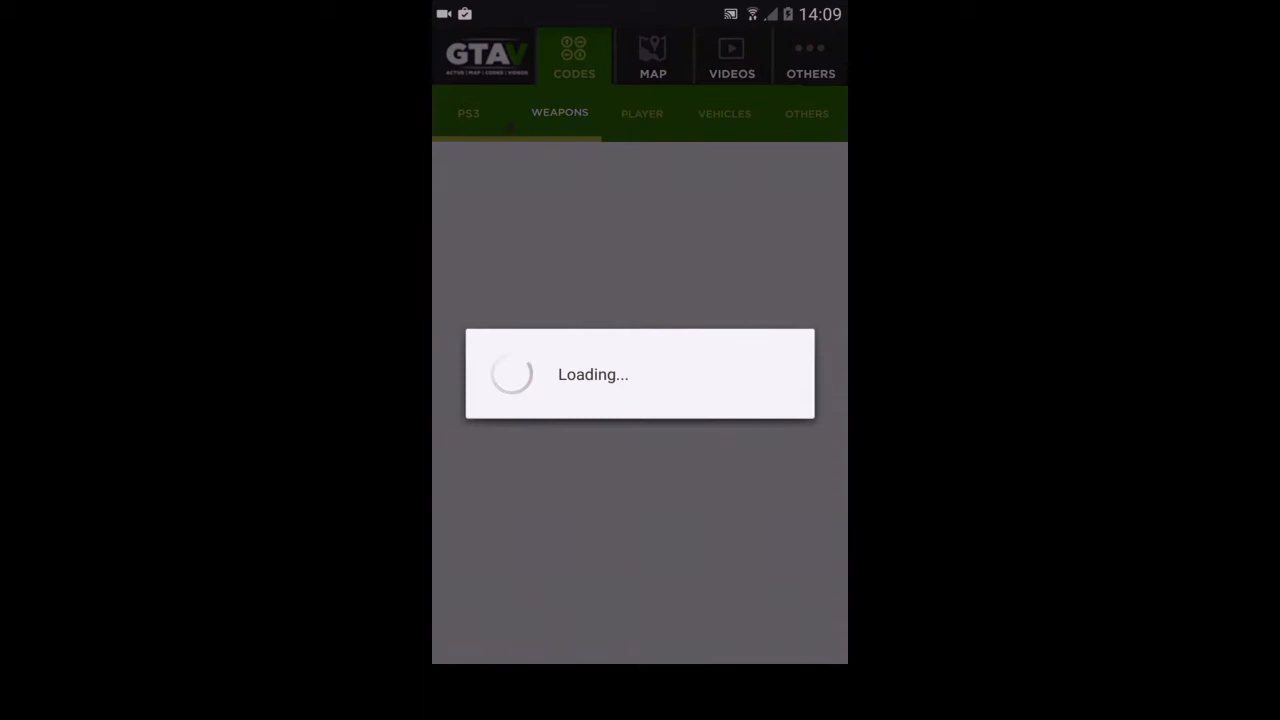 14:09
GTAV
ACTUS | MAP | CODES | VIDEOS
CODES
MAP
VIDEOS
OTHERS
PS3
WEAPONS
PLAYER
VEHICLES
OTHERS
Loading...